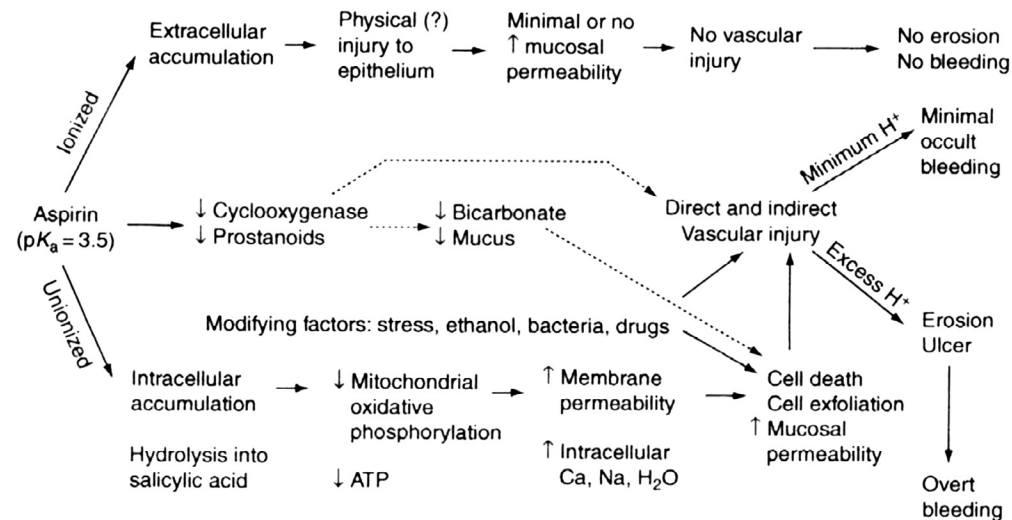 Extracellular
accumulation
Physical (?)
injury to
epithelium
Minimal or no
↑ mucosal
permeability
No vascular
injury
No erosion
No bleeding
Ionized
Minimum H⁺
Minimal
occult
bleeding
Aspirin
(pKa = 3.5)
↓ Cyclooxygenase
↓ Prostanoids
↓ Bicarbonate
↓ Mucus
Direct and indirect
Vascular injury
Excess H⁺
Unionized
Modifying factors: stress, ethanol, bacteria, drugs
Erosion
Ulcer
Intracellular
accumulation
Hydrolysis into
salicylic acid
↓ Mitochondrial
oxidative
phosphorylation
↓ ATP
↑ Membrane
permeability
↑ Intracellular
Ca, Na, H₂O
Cell death
Cell exfoliation
↑ Mucosal
permeability
Overt
bleeding